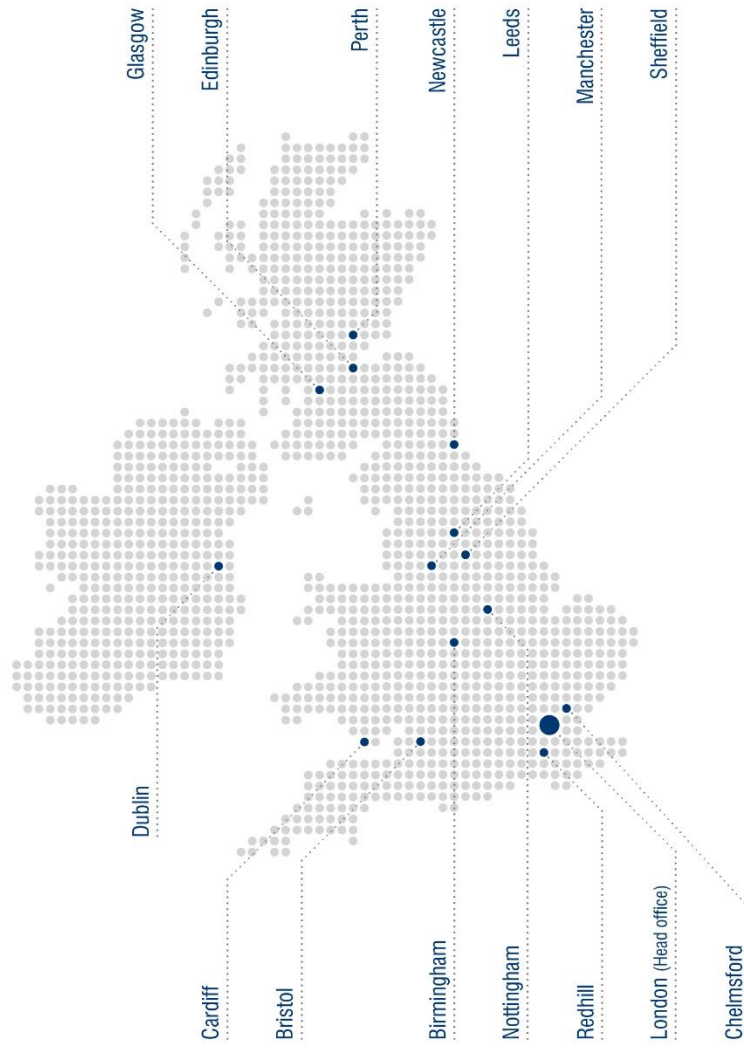 Glasgow
Edinburgh
Perth
Newcastle
Leeds
Manchester
Sheffield
Dublin
Cardiff
Bristol
Birmingham
Nottingham
Redhill
London (Head office)
Chelmsford